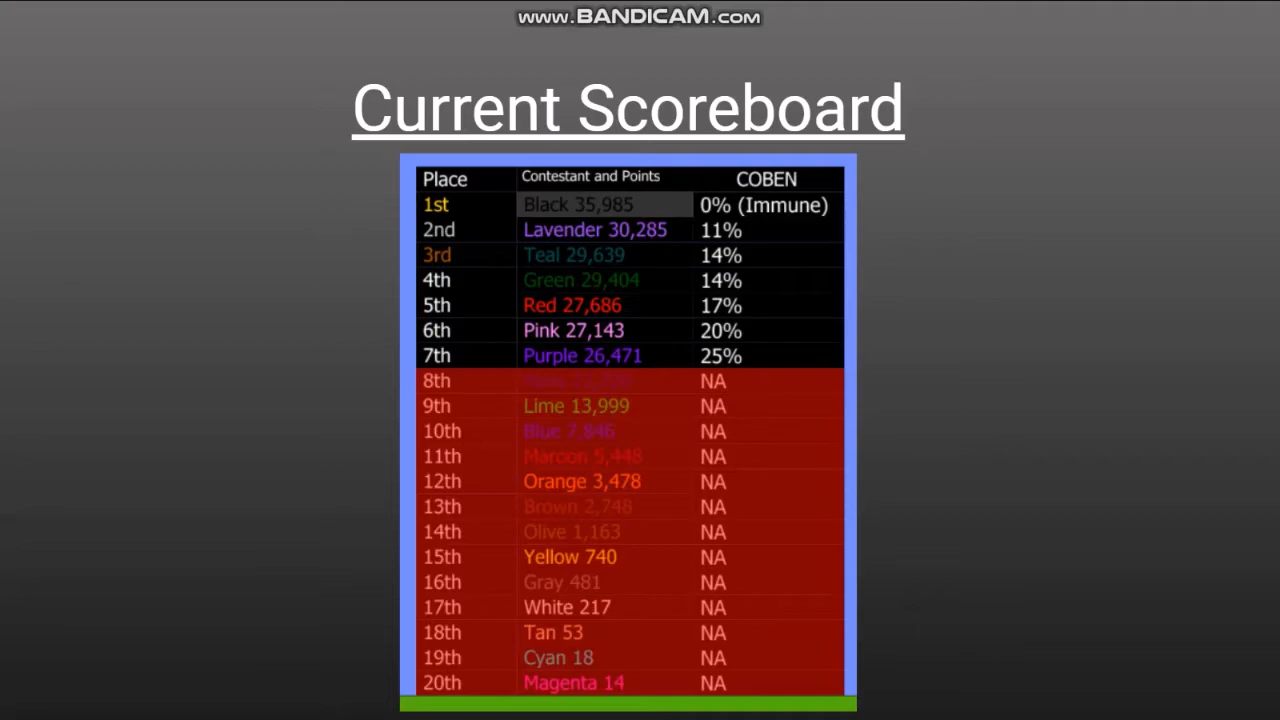 www.BANDICAM.com
Current Scoreboard
Place Contestant and Points COBEN
1st Black 35,985 0% (Immune)
2nd Lavender 30,285 11%
3rd Teal 29,639 14%
4th Green 29,404 14%
5th Red 27,686 17%
6th Pink 27,143 20%
7th Purple 26,471 25%
8th NA
9th Lime 13,999 NA
10th Blue 7,846 NA
11th Maroon 5,448 NA
12th Orange 3,478 NA
13th Brown 2,748 NA
14th Olive 1,163 NA
15th Yellow 740 NA
16th Gray 481 NA
17th White 217 NA
18th Tan 53 NA
19th Cyan 18 NA
20th Magenta 14 NA